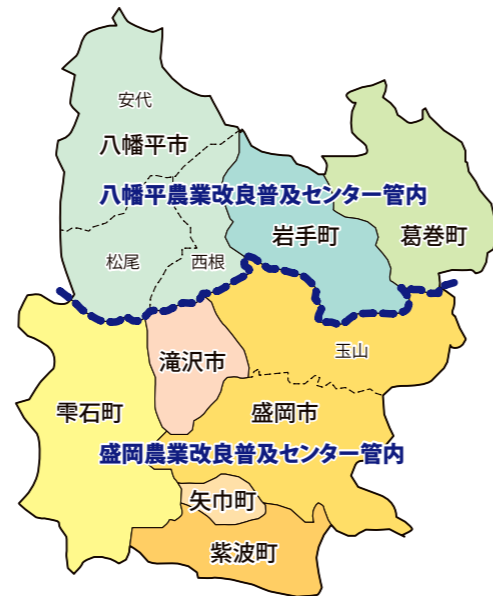 安代
八幡平市
八幡平農業改良普及センター管内
岩手町
葛巻町
松尾
西根
玉山
滝沢市
雫石町
盛岡市
盛岡農業改良普及センター管内
矢巾町
紫波町